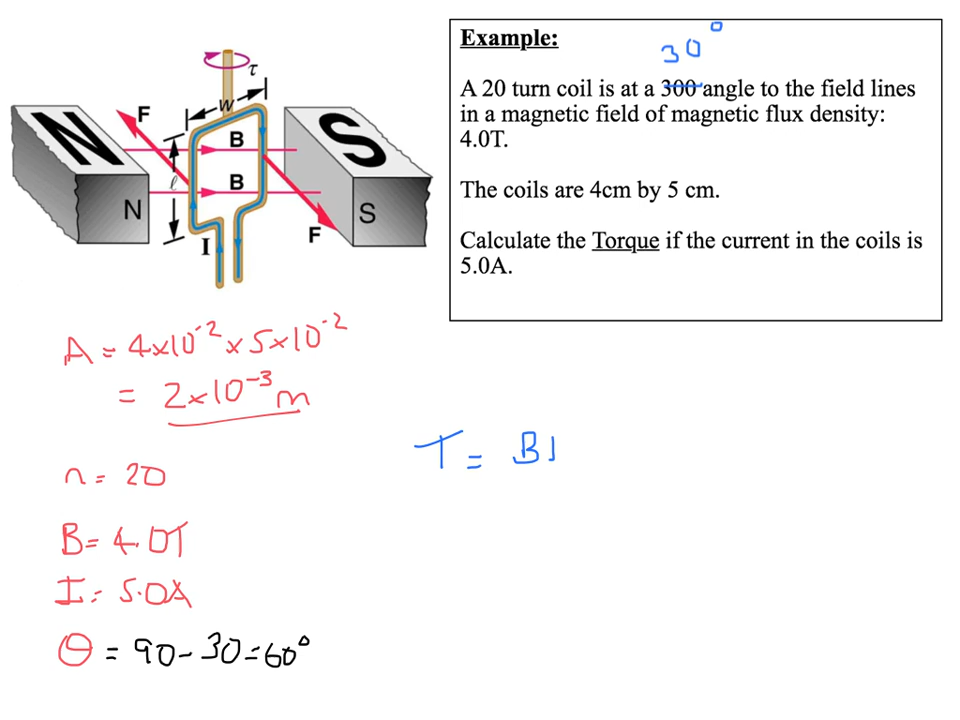 N
S
N
S
F
F
τ
w
B
B
ℓ
I
Example:
30°
A 20 turn coil is at a 300 angle to the field lines
in a magnetic field of magnetic flux density:
4.0T.
The coils are 4cm by 5 cm.
Calculate the Torque if the current in the coils is
5.0A.
A = 4×10⁻² × 5×10⁻²
= 2×10⁻³ m
n = 20
B = 4.0T
I = 5.0A
θ = 90 - 30 = 60°
T = BI